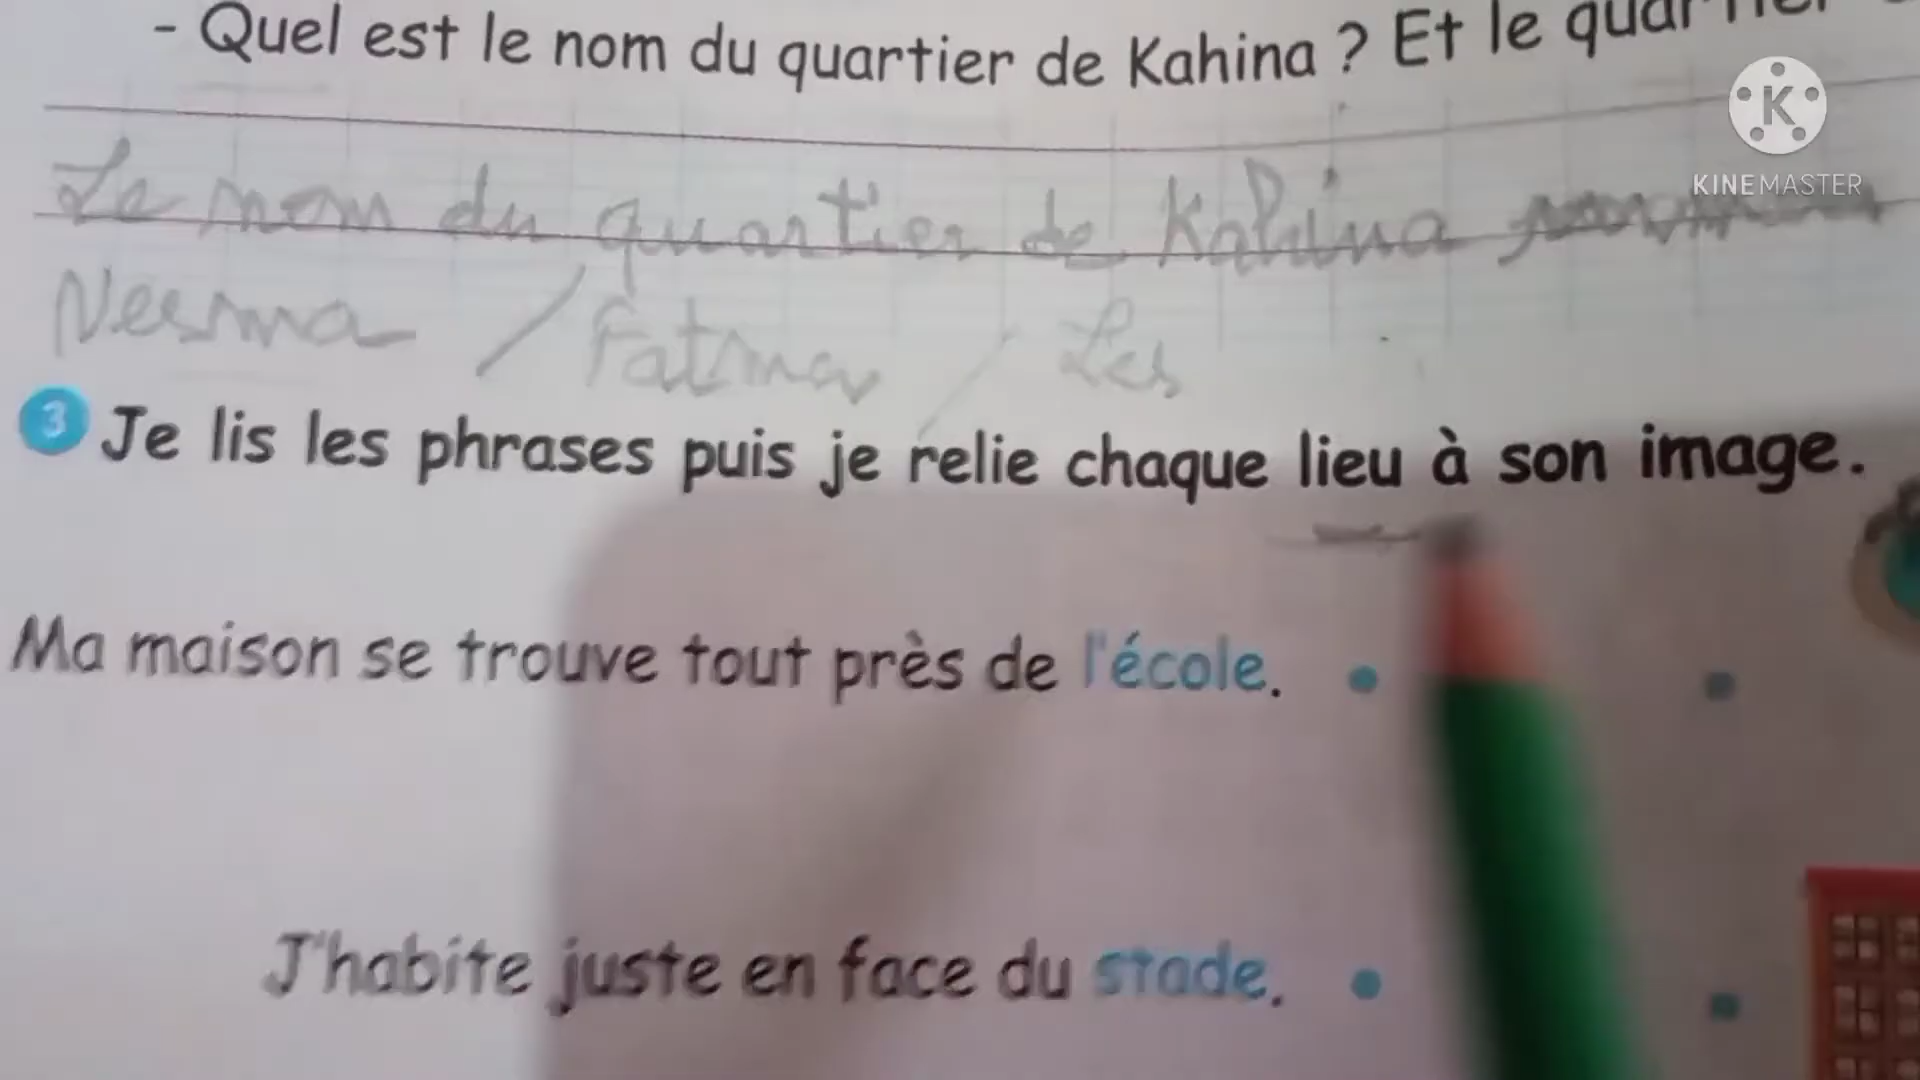 - Quel est le nom du quartier de Kahina ? Et le quartier
KINEMASTER
Le nom du quartier de Kahina
Nesma / Fatma / Les
3 Je lis les phrases puis je relie chaque lieu à son image.
Ma maison se trouve tout près de l'école.
J'habite juste en face du stade.